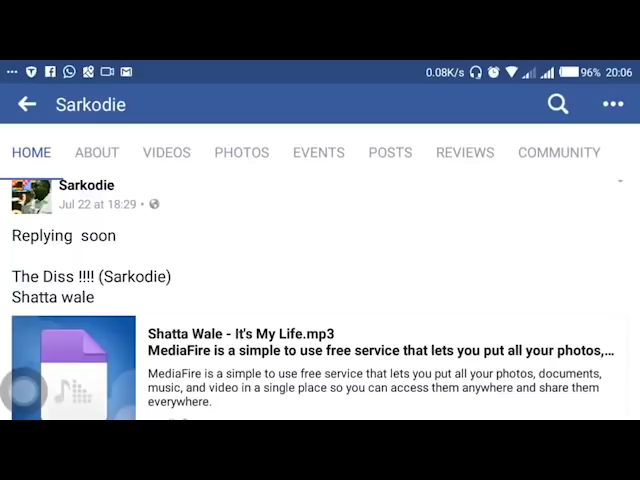 0.08K/s 96% 20:06
Sarkodie
HOME ABOUT VIDEOS PHOTOS EVENTS POSTS REVIEWS COMMUNITY
Sarkodie
Jul 22 at 18:29 •
Replying soon
The Diss !!!! (Sarkodie)
Shatta wale
Shatta Wale - It's My Life.mp3
MediaFire is a simple to use free service that lets you put all your photos,...
MediaFire is a simple to use free service that lets you put all your photos, documents,
music, and video in a single place so you can access them anywhere and share them
everywhere.